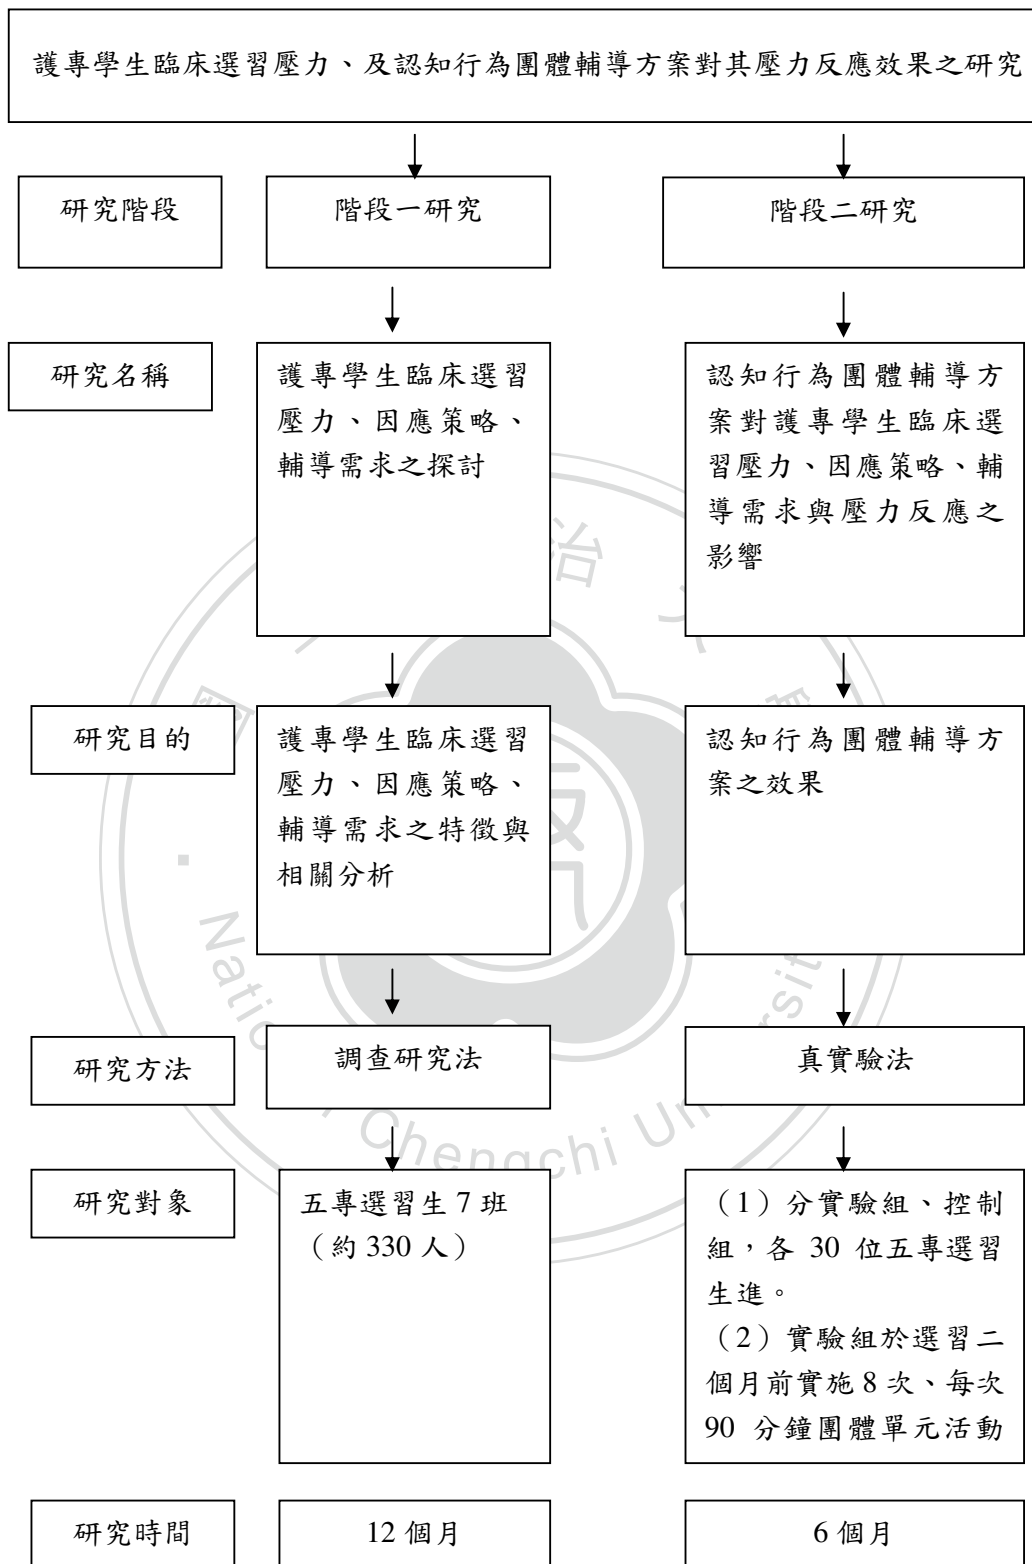 護專學生臨床選習壓力、及認知行為團體輔導方案對其壓力反應效果之研究
研究階段
階段一研究
階段二研究
研究名稱
護專學生臨床選習
壓力、因應策略、
輔導需求之探討
認知行為團體輔導方
案對護專學生臨床選
習壓力、因應策略、輔
導需求與壓力反應之
影響
研究目的
護專學生臨床選習
壓力、因應策略、
輔導需求之特徵與
相關分析
認知行為團體輔導方
案之效果
研究方法
調查研究法
真實驗法
研究對象
五專選習生 7 班
（約 330 人）
（1）分實驗組、控制
組，各 30 位五專選習
生進。
（2）實驗組於選習二
個月前實施 8 次、每次
90 分鐘團體單元活動
研究時間
12 個月
6 個月
治
Chengchi